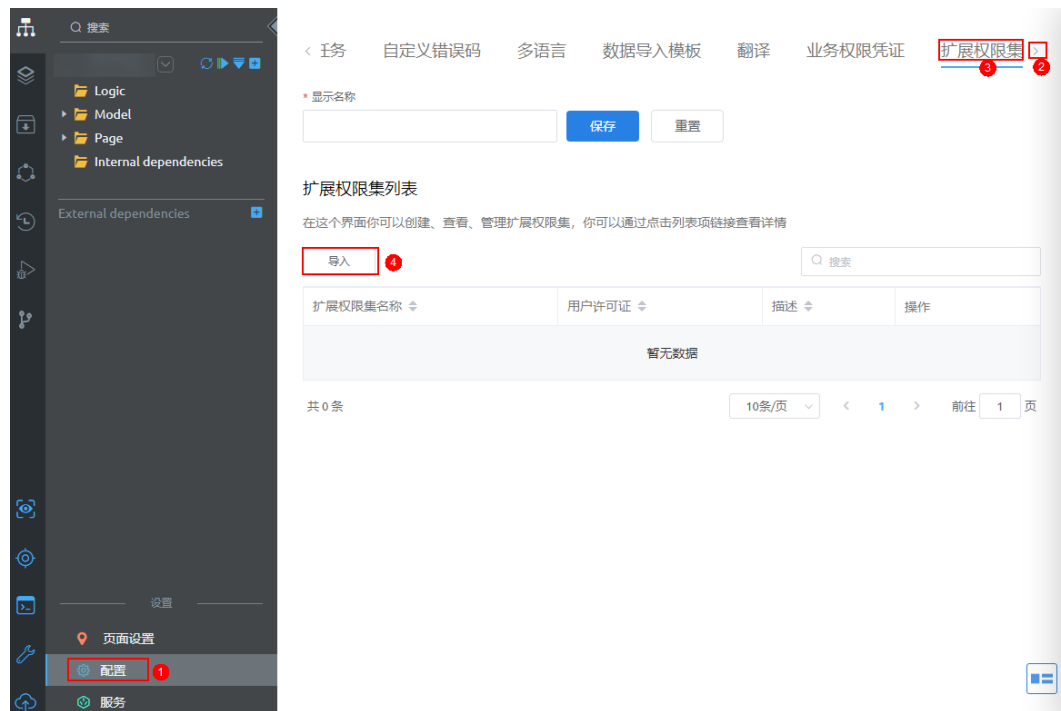 搜索
Logic
Model
Page
Internal dependencies
External dependencies
设置
页面设置
配置 1
服务
任务 自定义错误码 多语言 数据导入模板 翻译 业务权限凭证 扩展权限集
3 2
* 显示名称
保存 重置
扩展权限集列表
在这个界面你可以创建、查看、管理扩展权限集，你可以通过点击列表项链接查看详情
导入 4 搜索
扩展权限集名称 用户许可证 描述 操作
暂无数据
共 0 条 10条/页 < 1 > 前往 1 页